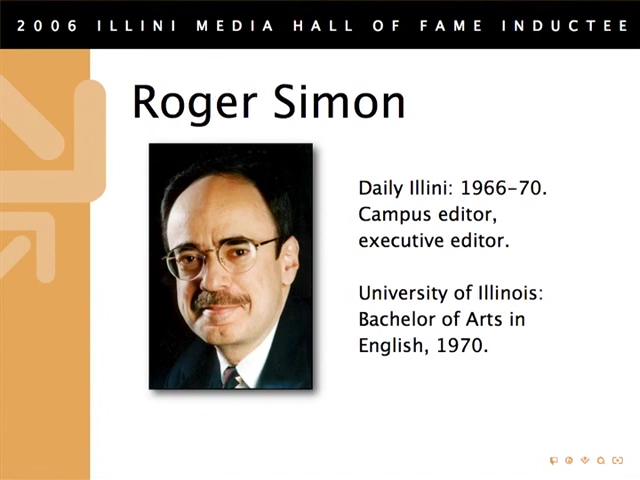 2006 ILLINI MEDIA HALL OF FAME INDUCTEE
Roger Simon
Daily Illini: 1966-70.
Campus editor,
executive editor.
University of Illinois:
Bachelor of Arts in
English, 1970.